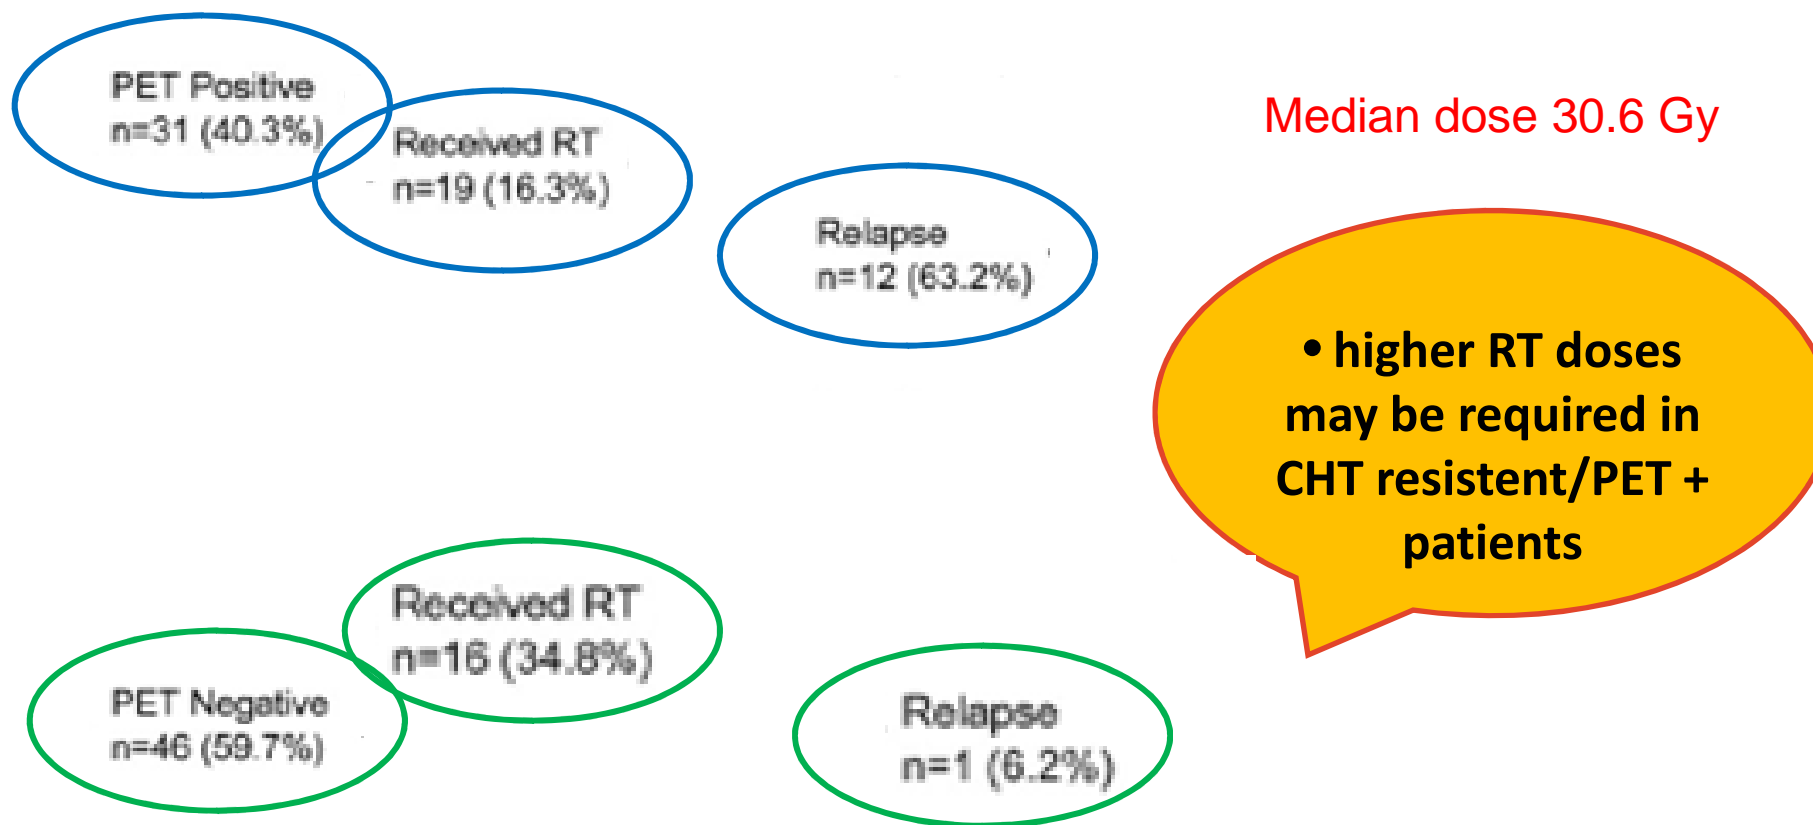 PET Positive
n=31 (40.3%)
Received RT
n=19 (16.3%)
Relapse
n=12 (63.2%)
Median dose 30.6 Gy
• higher RT doses
may be required in
CHT resistent/PET +
patients
Received RT
n=16 (34.8%)
PET Negative
n=46 (59.7%)
Relapse
n=1 (6.2%)